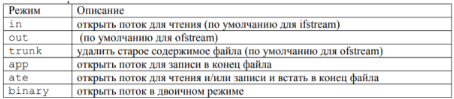 Режим Описание
in открыть поток для чтения (по умолчанию для ifstream)
out (по умолчанию для ofstream)
trunk удалить старое содержимое файла (по умолчанию для ofstream)
app открыть поток для записи в конец файла
ate открыть поток для чтения и/или записи и встать в конец файла
binary открыть поток в двоичном режиме